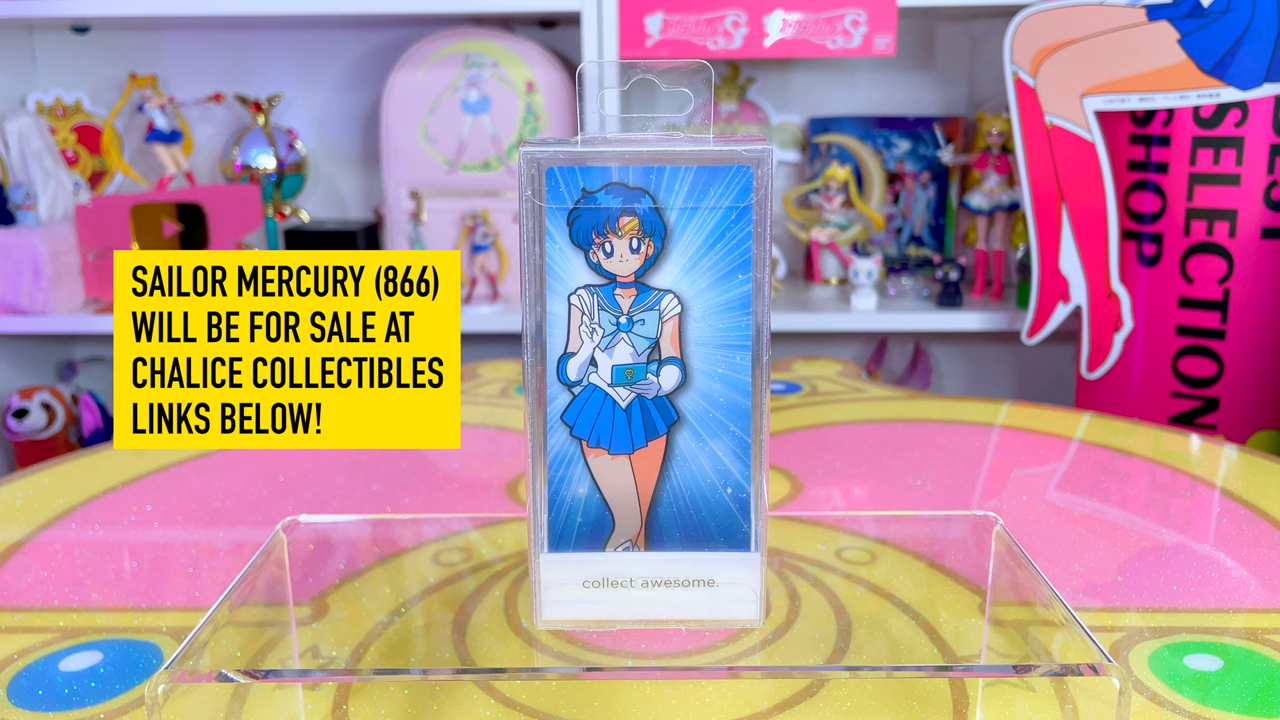 SAILOR MERCURY (866)
WILL BE FOR SALE AT
CHALICE COLLECTIBLES
LINKS BELOW!
collect awesome.
SELECTION
SHOP